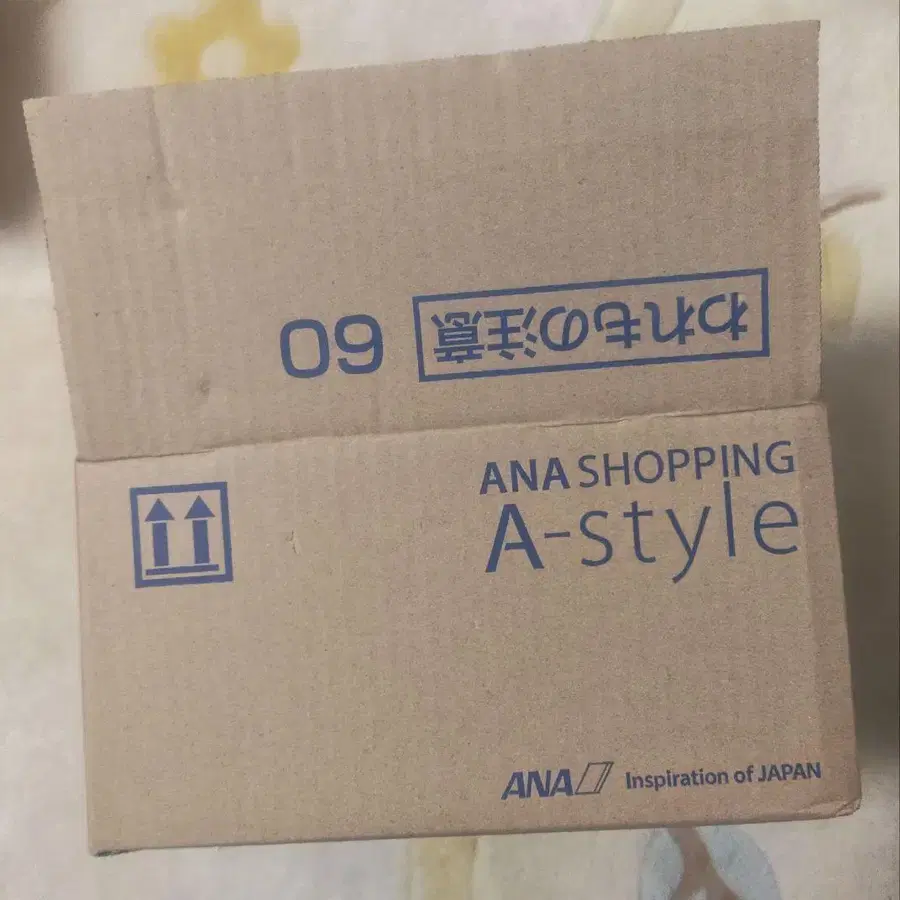 われもの注意 60
ANA SHOPPING
A-style
ANA Inspiration of JAPAN